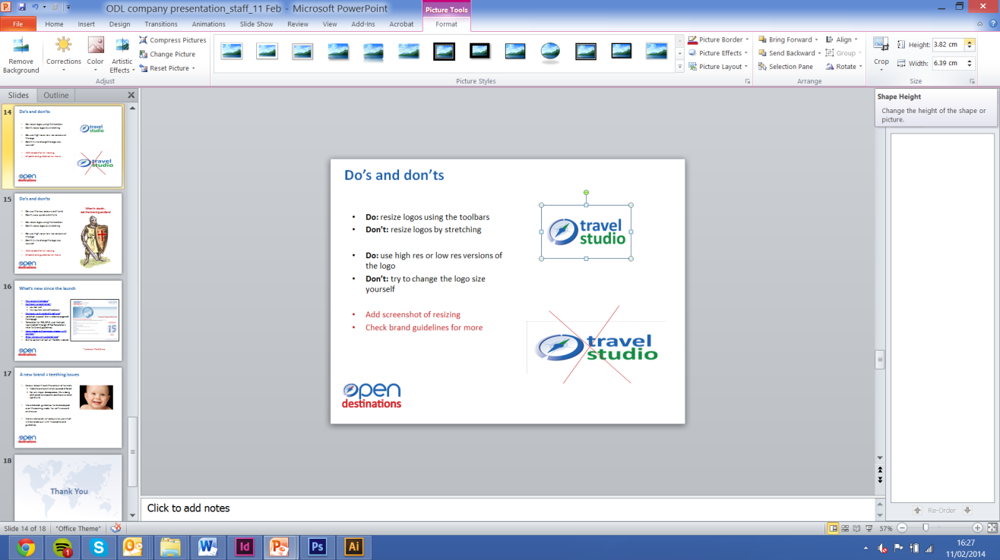 ODL company presentation_staff_11 Feb - Microsoft PowerPoint
Picture Tools
File Home Insert Design Transitions Animations Slide Show Review View Add-Ins Acrobat Format
Remove Background
Corrections
Color
Artistic Effects
Compress Pictures
Change Picture
Reset Picture
Adjust
Picture Styles
Picture Border
Picture Effects
Picture Layout
Bring Forward
Send Backward
Selection Pane
Align
Group
Rotate
Arrange
Crop
Height: 3.82 cm
Width: 6.39 cm
Size
Slides Outline
Shape Height
Change the height of the shape or
picture.
14
Do's and don'ts
travel
studio
travel
studio
open
destinations
15
Do's and don'ts
open
destinations
16
What's new since the launch
open
destinations
17
A new brand = teething issues
open
destinations
18
Thank You
Do's and don'ts
• Do: resize logos using the toolbars
• Don't: resize logos by stretching
• Do: use high res or low res versions of
the logo
• Don't: try to change the logo size
yourself
• Add screenshot of resizing
• Check brand guidelines for more
travel
studio
travel
studio
open
destinations
Click to add notes
Re-Order
Slide 14 of 18 "Office Theme" 57%
1
S
W
Id
P
Ps
Ai
16:27
11/02/2014